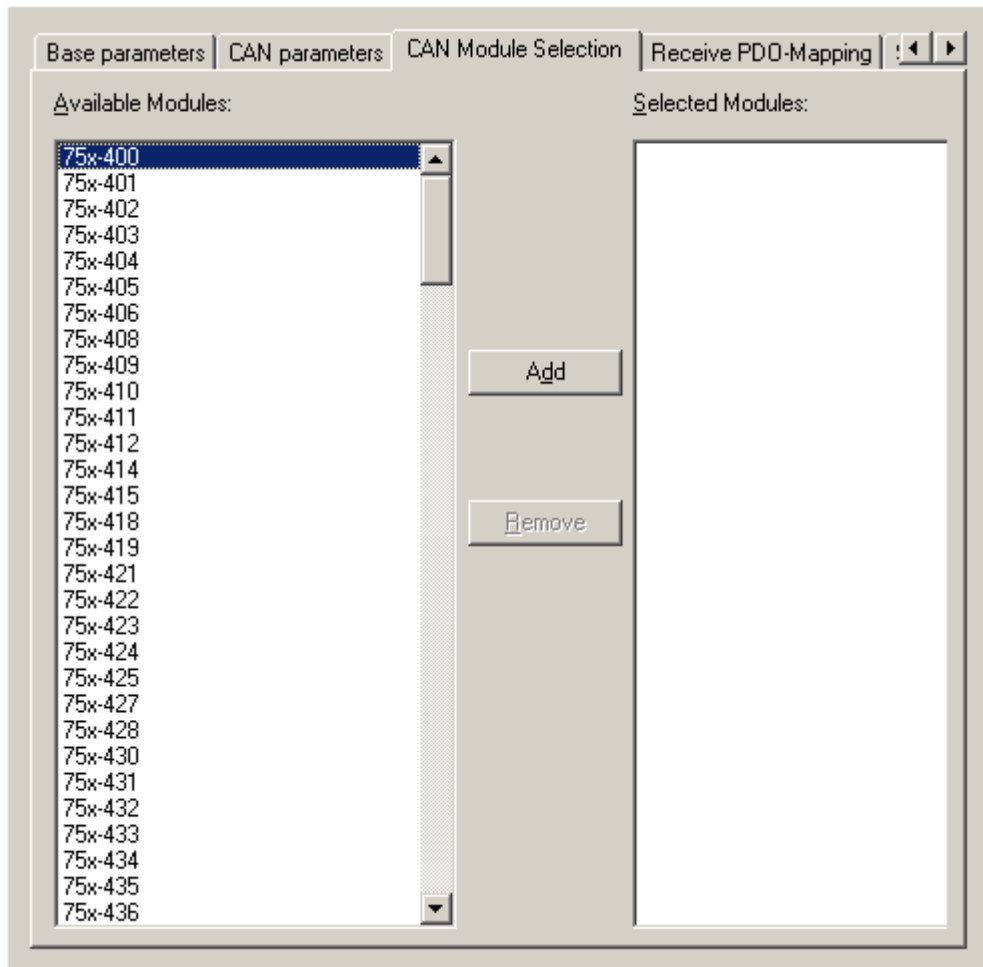 Base parameters
CAN parameters
CAN Module Selection
Receive PDO-Mapping
Available Modules:
75x-400
75x-401
75x-402
75x-403
75x-404
75x-405
75x-406
75x-408
75x-409
75x-410
75x-411
75x-412
75x-414
75x-415
75x-418
75x-419
75x-421
75x-422
75x-423
75x-424
75x-425
75x-427
75x-428
75x-430
75x-431
75x-432
75x-433
75x-434
75x-435
75x-436
Add
Remove
Selected Modules: